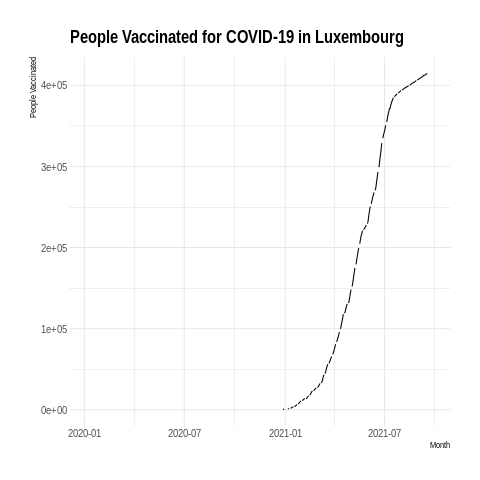 People Vaccinated for COVID-19 in Luxembourg
People Vaccinated
4e+05
3e+05
2e+05
1e+05
0e+00
2020-01 2020-07 2021-01 2021-07
Month